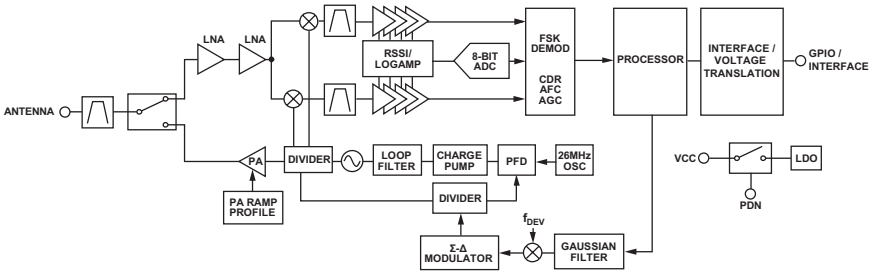 LNA
LNA
RSSI/
LOGAMP
8-BIT
ADC
FSK
DEMOD
CDR
AFC
AGC
PROCESSOR
INTERFACE /
VOLTAGE
TRANSLATION
GPIO /
INTERFACE
ANTENNA
PA
DIVIDER
LOOP
FILTER
CHARGE
PUMP
PFD
26MHz
OSC
VCC
LDO
PDN
PA RAMP
PROFILE
DIVIDER
fDEV
Σ-Δ
MODULATOR
GAUSSIAN
FILTER